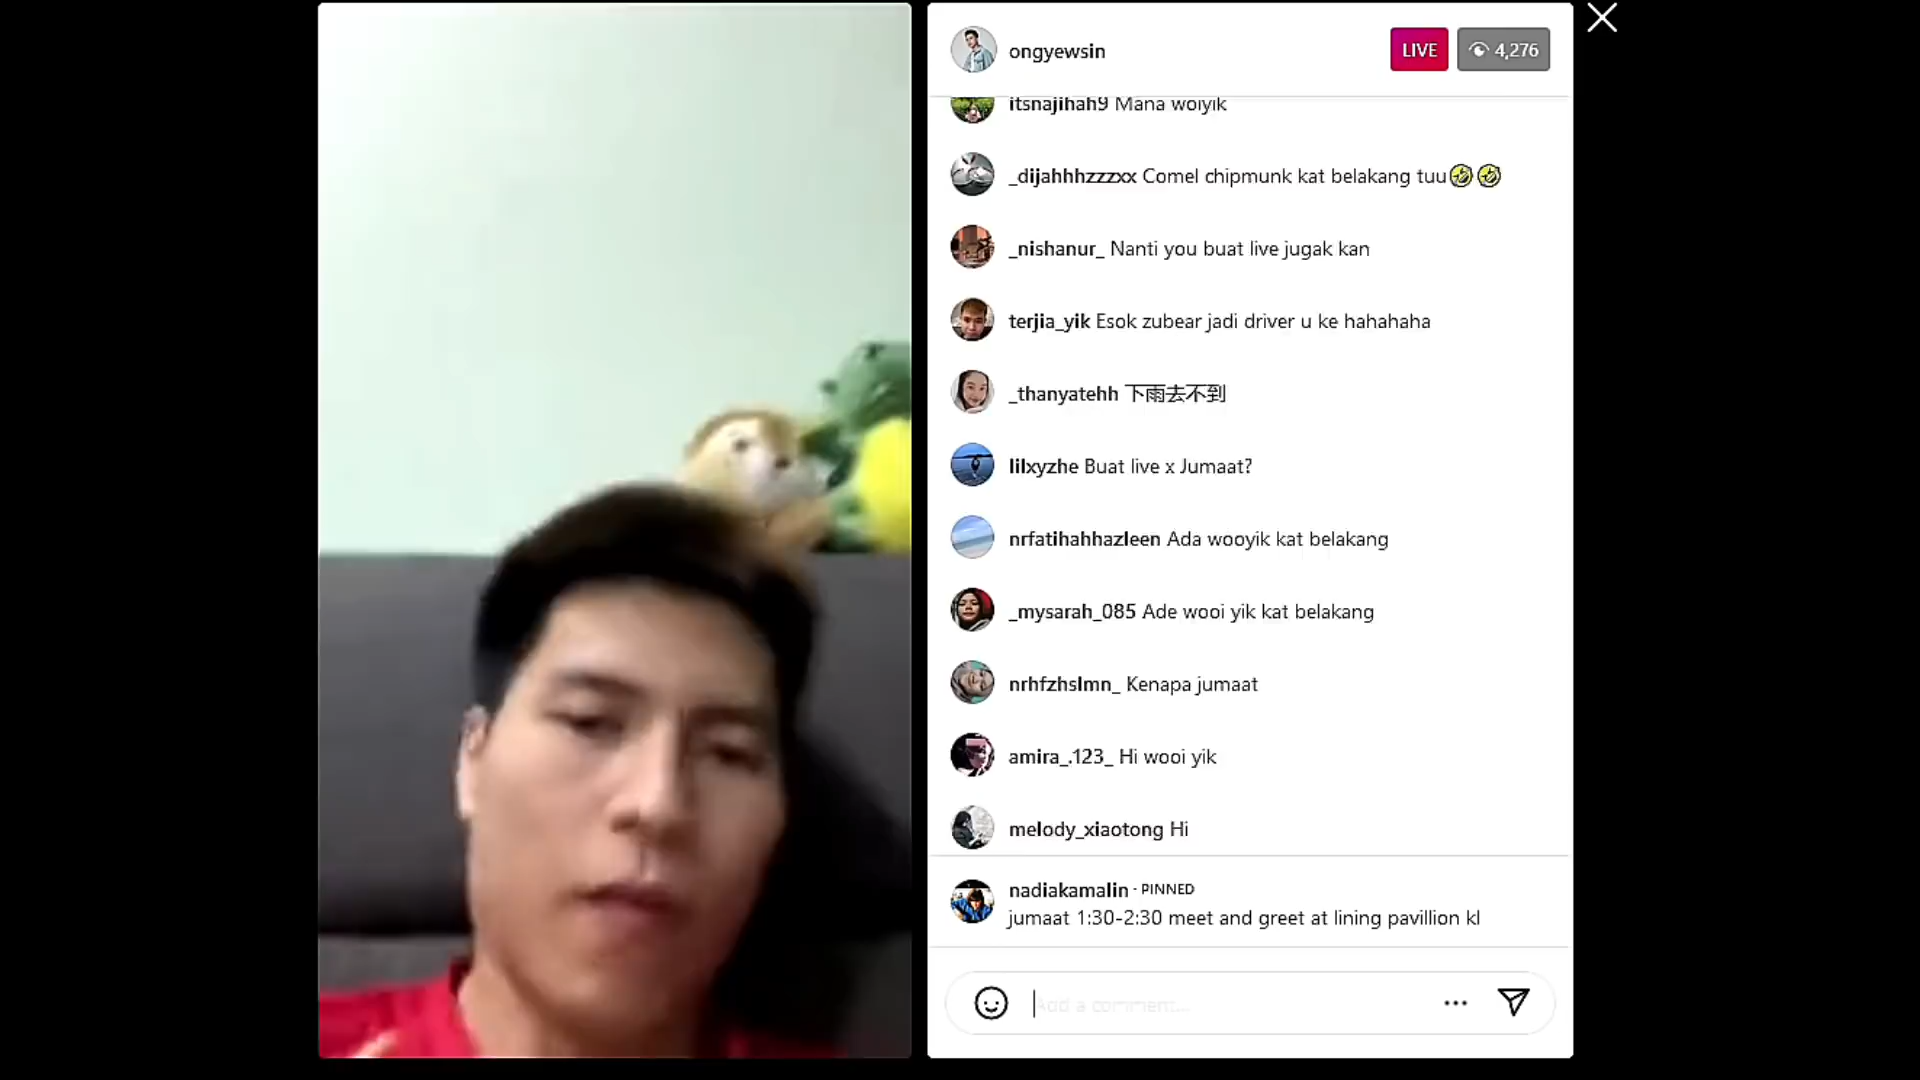 ongyewsin
LIVE
4,276
itsnajihah9 Mana woiyik
_dijahhhzzzxx Comel chipmunk kat belakang tuu🤣🤣
_nishanur_ Nanti you buat live jugak kan
terjia_yik Esok zubear jadi driver u ke hahahaha
_thanyatehh 下雨去不到
lilxyzhe Buat live x Jumaat?
nrfatihahhazleen Ada wooyik kat belakang
_mysarah_085 Ade wooi yik kat belakang
nrhfzhslmn_ Kenapa jumaat
amira_.123_ Hi wooi yik
melody_xiaotong Hi
nadiakamalin · PINNED
jumaat 1:30-2:30 meet and greet at lining pavillion kl
Add a comment...